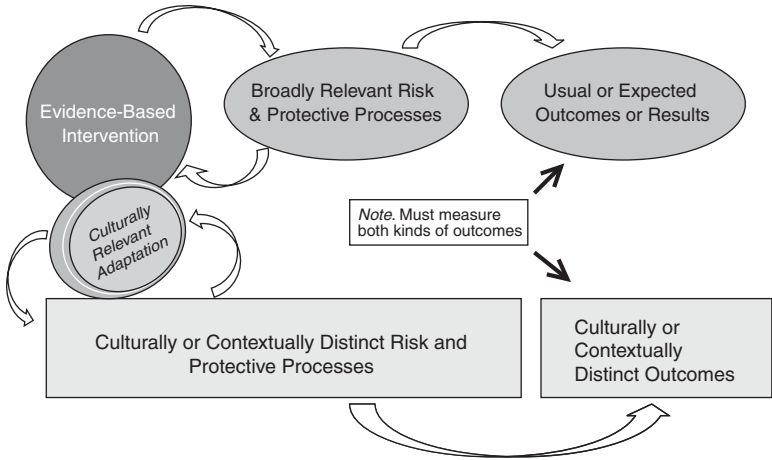 Evidence-Based
Intervention
Broadly Relevant Risk
& Protective Processes
Usual or Expected
Outcomes or Results
Culturally
Relevant
Adaptation
Note. Must measure
both kinds of outcomes
Culturally or Contextually Distinct Risk and
Protective Processes
Culturally or
Contextually
Distinct Outcomes